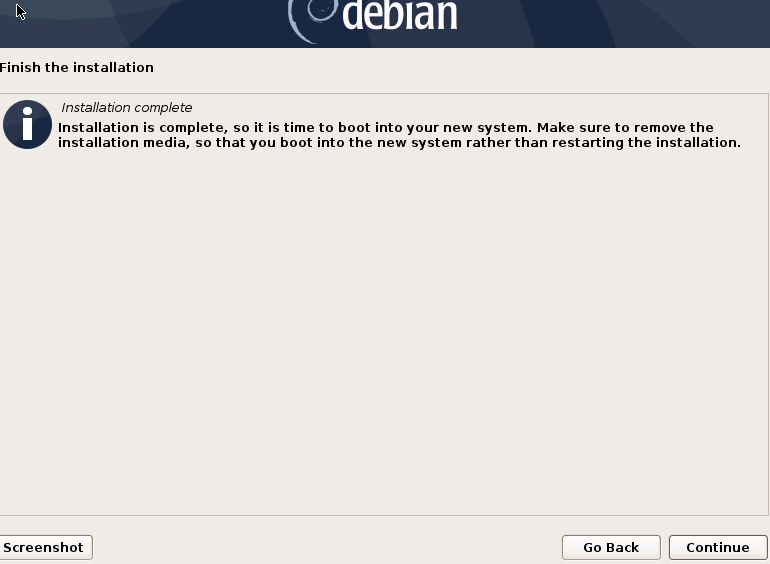 debian
Finish the installation
Installation complete
Installation is complete, so it is time to boot into your new system. Make sure to remove the
installation media, so that you boot into the new system rather than restarting the installation.
Screenshot
Go Back
Continue